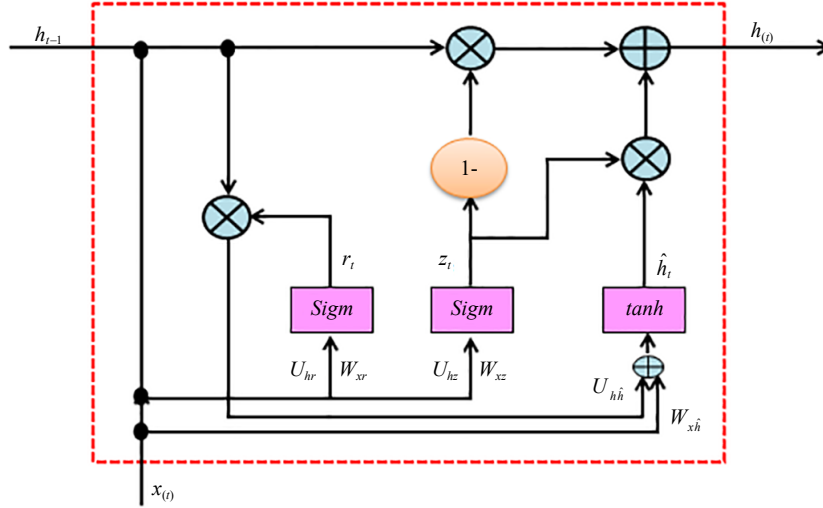 h_{t-1}
h_{(t)}
1-
r_t
z_t
ĥ_t
Sigm
Sigm
tanh
U_{hr} W_{xr}
U_{hz} W_{xz}
U_{hĥ}
W_{xĥ}
x_{(t)}